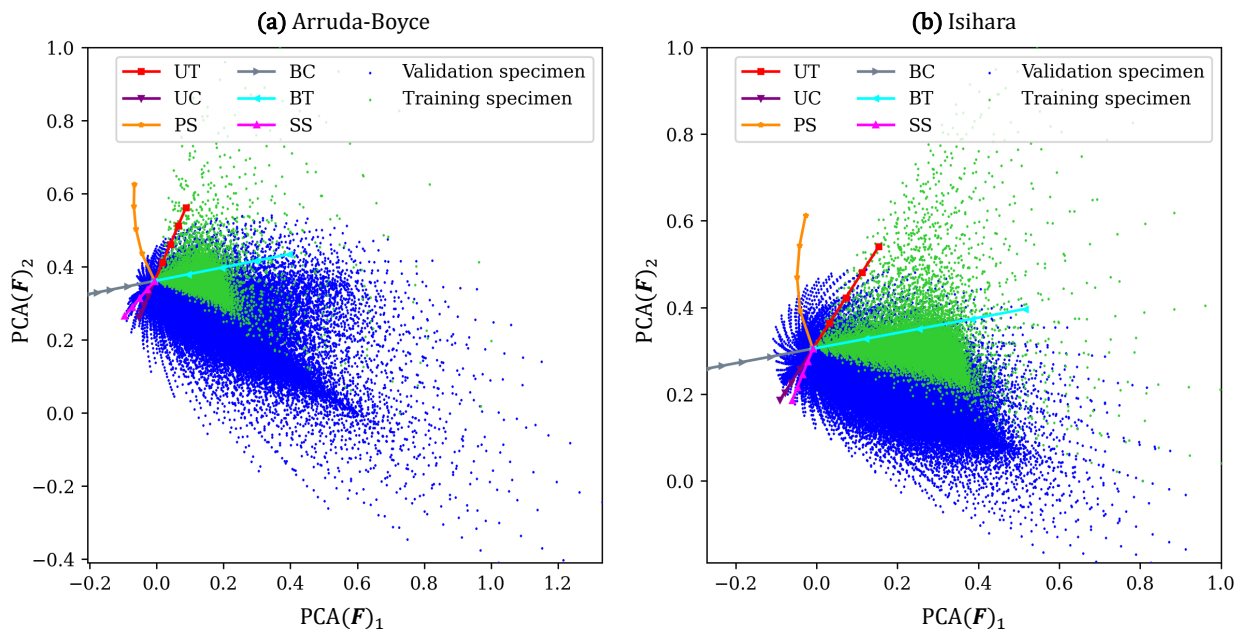 (a) Arruda-Boyce
1.0
0.8
0.6
0.4
0.2
0.0
−0.2
−0.4
PCA(F)₂
UT
UC
PS
BC
BT
SS
Validation specimen
Training specimen
−0.2 0.0 0.2 0.4 0.6 0.8 1.0 1.2
PCA(F)₁
(b) Isihara
1.0
0.8
0.6
0.4
0.2
0.0
PCA(F)₂
UT
UC
PS
BC
BT
SS
Validation specimen
Training specimen
−0.2 0.0 0.2 0.4 0.6 0.8 1.0
PCA(F)₁